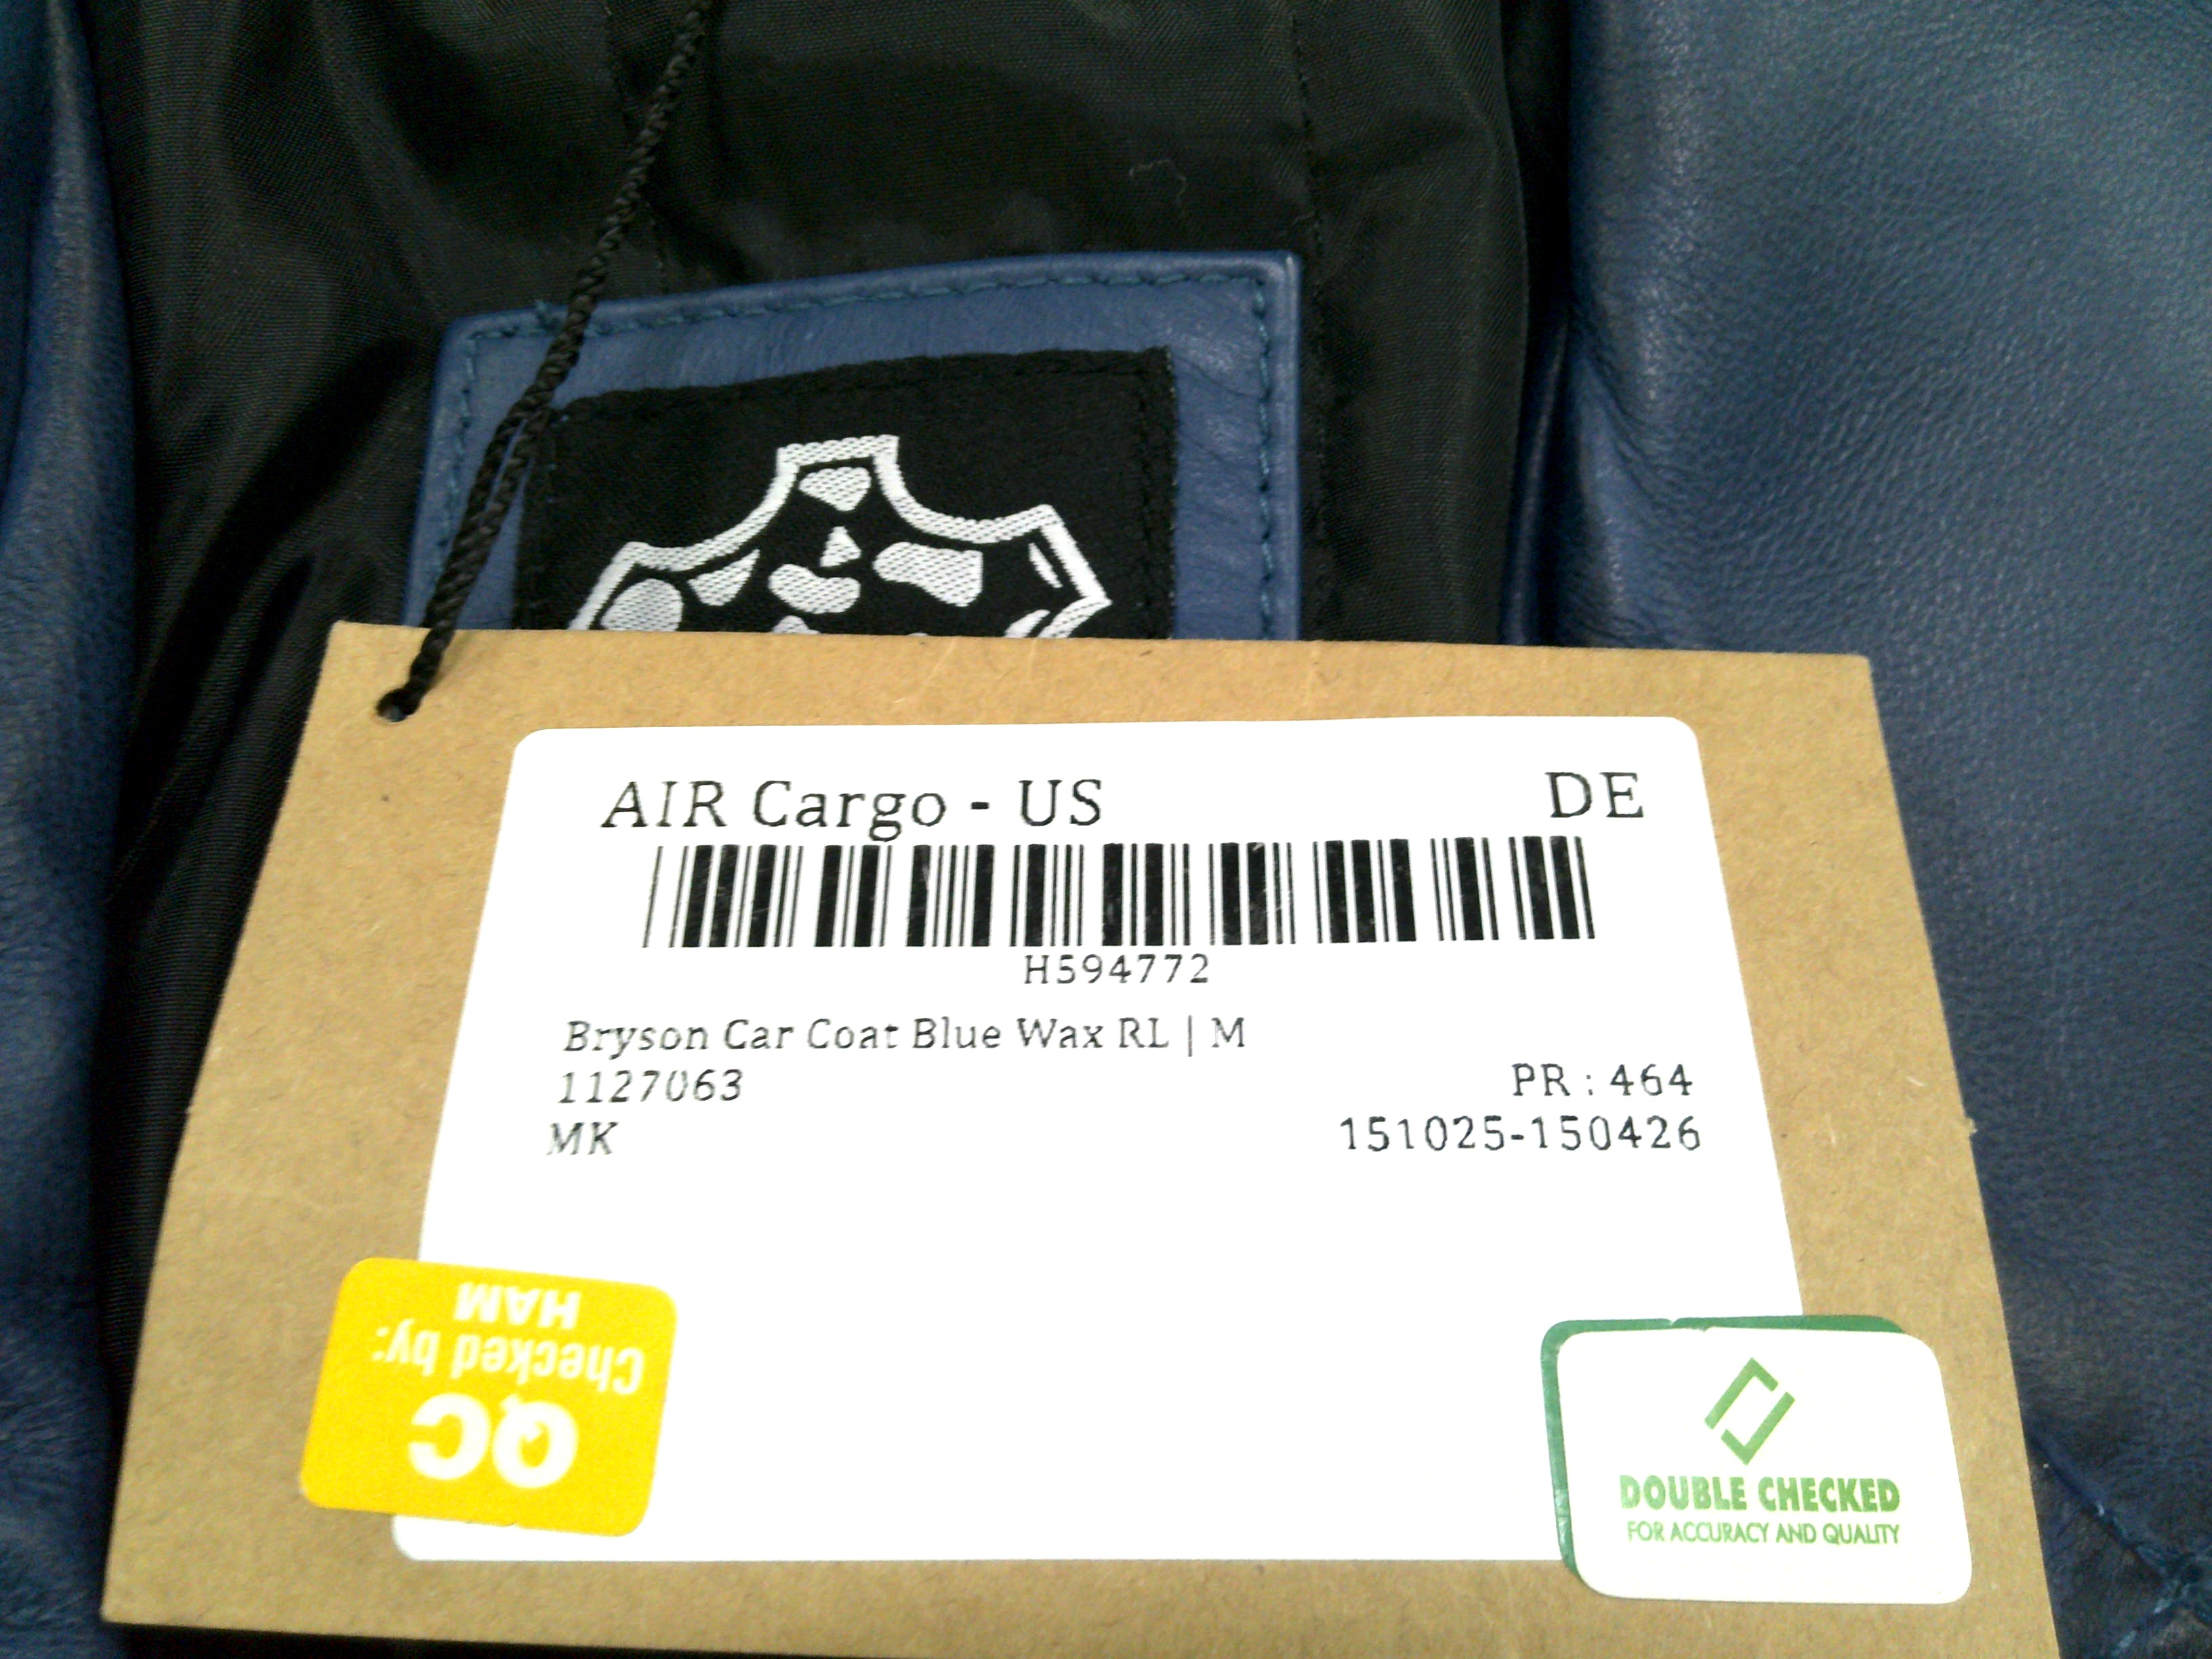 AIR Cargo - US
DE
H594772
Bryson Car Coat Blue Wax RL | M
1127063
PR : 464
MK
151025-150426
QC
Checked by:
HAM
DOUBLE CHECKED
FOR ACCURACY AND QUALITY